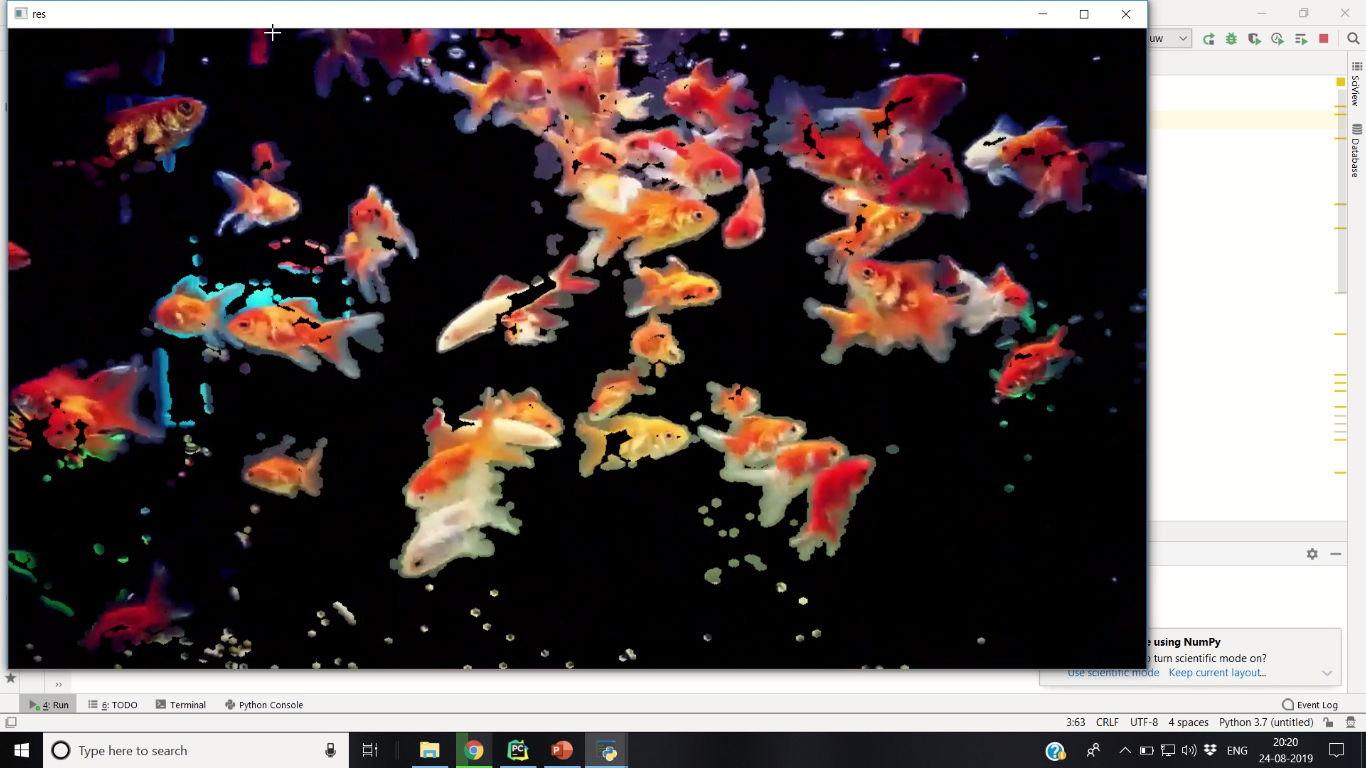 res
uw
SciView
Database
e using NumPy
turn scientific mode on?
Use scientific mode Keep current layout...
»
4: Run 6: TODO Terminal Python Console Event Log
3:63 CRLF UTF-8 4 spaces Python 3.7 (untitled)
Type here to search
ENG
20:20
24-08-2019